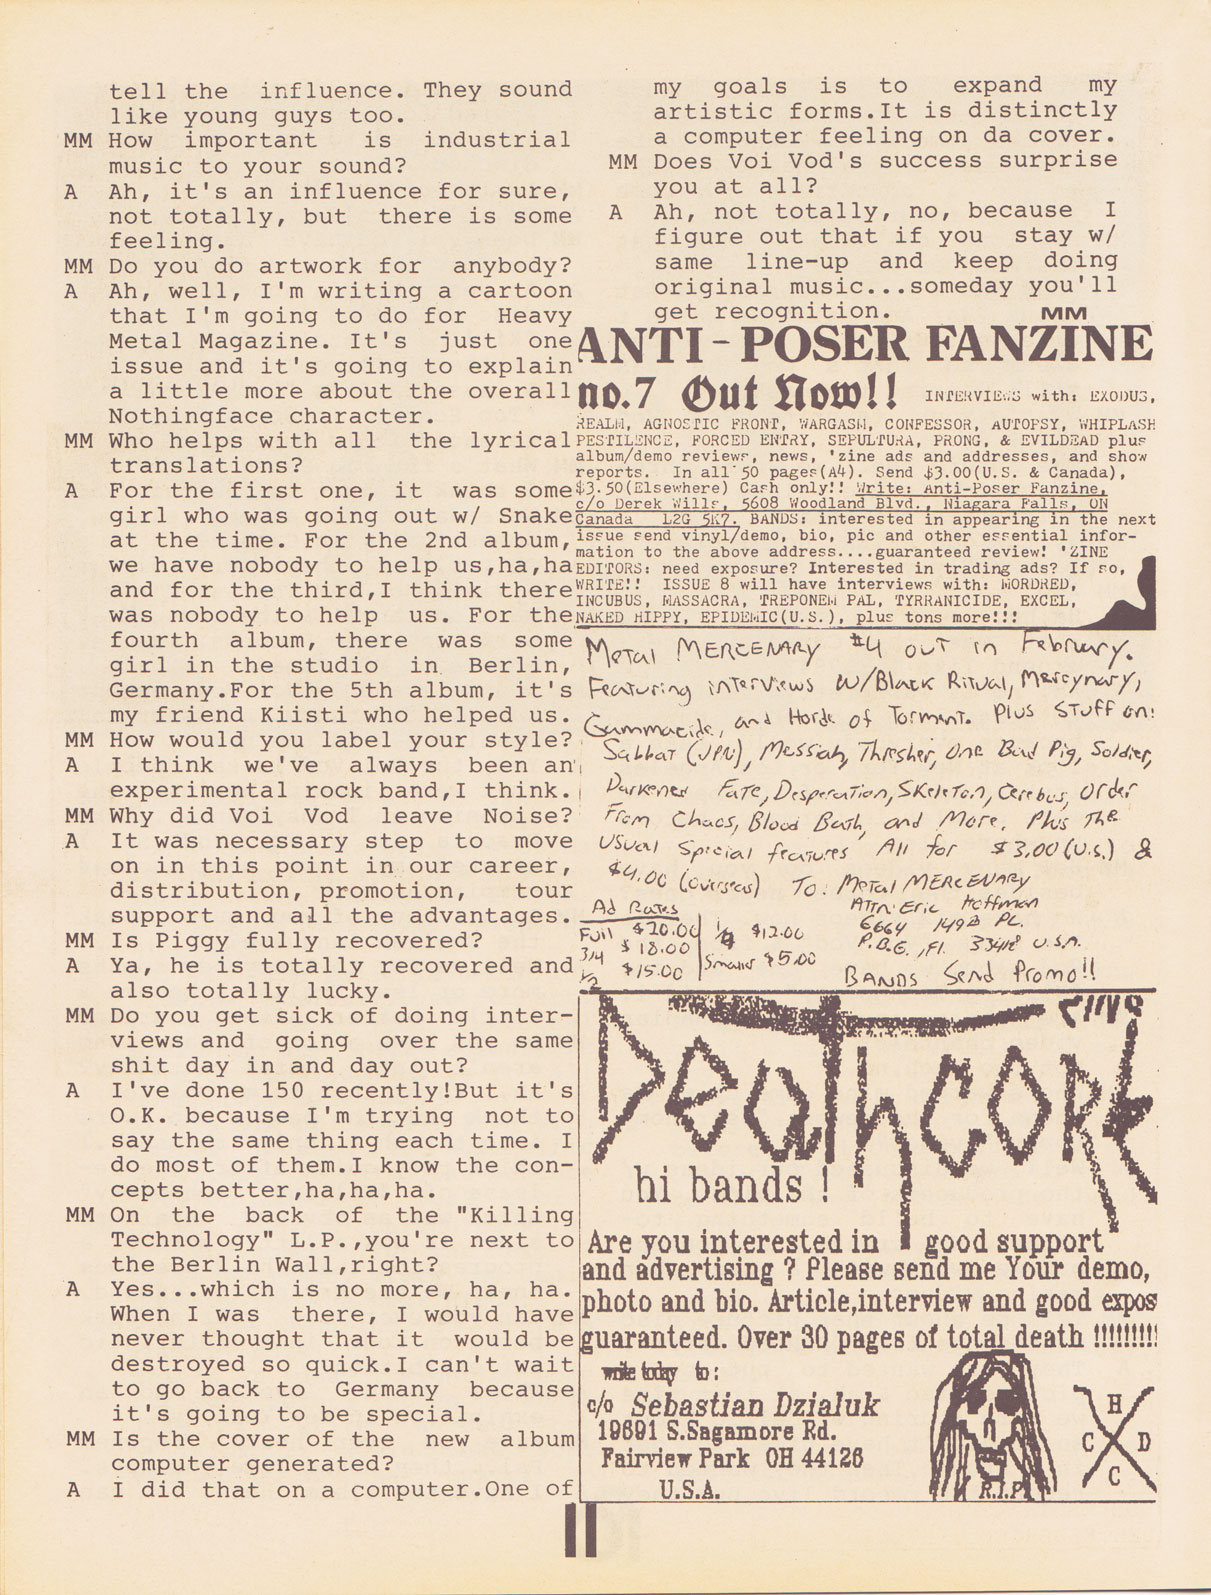 tell the influence. They sound
like young guys too.
MM How important is industrial
music to your sound?
A Ah, it's an influence for sure,
not totally, but there is some
feeling.
MM Do you do artwork for anybody?
A Ah, well, I'm writing a cartoon
that I'm going to do for Heavy
Metal Magazine. It's just one
issue and it's going to explain
a little more about the overall
Nothingface character.
MM Who helps with all the lyrical
translations?
A For the first one, it was some
girl who was going out w/ Snake
at the time. For the 2nd album,
we have nobody to help us,ha,ha
and for the third,I think there
was nobody to help us. For the
fourth album, there was some
girl in the studio in Berlin,
Germany.For the 5th album, it's
my friend Kiisti who helped us.
MM How would you label your style?
A I think we've always been an
experimental rock band,I think.
MM Why did Voi Vod leave Noise?
A It was necessary step to move
on in this point in our career,
distribution, promotion, tour
support and all the advantages.
MM Is Piggy fully recovered?
A Ya, he is totally recovered and
also totally lucky.
MM Do you get sick of doing inter-
views and going over the same
shit day in and day out?
A I've done 150 recently!But it's
O.K. because I'm trying not to
say the same thing each time. I
do most of them.I know the con-
cepts better,ha,ha,ha.
MM On the back of the "Killing
Technology" L.P.,you're next to
the Berlin Wall,right?
A Yes...which is no more, ha, ha.
When I was there, I would have
never thought that it would be
destroyed so quick.I can't wait
to go back to Germany because
it's going to be special.
MM Is the cover of the new album
computer generated?
A I did that on a computer.One of
my goals is to expand my
artistic forms.It is distinctly
a computer feeling on da cover.
MM Does Voi Vod's success surprise
you at all?
A Ah, not totally, no, because I
figure out that if you stay w/
same line-up and keep doing
original music...someday you'll
get recognition. MM
ANTI-POSER FANZINE
no.7 Out Now!! INTERVIEWS with: EXODUS,
REALM, AGNOSTIC FRONT, WARGASM, CONFESSOR, AUTOPSY, WHIPLASH
PESTILENCE, FORCED ENTRY, SEPULTURA, PRONG, & EVILDEAD plus
album/demo reviews, news, 'zine ads and addresses, and show
reports. In all 50 pages(A4). Send $3.00(U.S. & Canada),
$3.50(Elsewhere) Cash only!! Write: Anti-Poser Fanzine,
c/o Derek Wills, 5608 Woodland Blvd., Niagara Falls, ON
Canada L2G 5K7. BANDS: interested in appearing in the next
issue send vinyl/demo, bio, pic and other essential infor-
mation to the above address....guaranteed review! 'ZINE
EDITORS: need exposure? Interested in trading ads? If so,
WRITE!! ISSUE 8 will have interviews with: MORDRED,
INCUBUS, MASSACRA, TREPONEM PAL, TYRRANICIDE, EXCEL,
NAKED HIPPY, EPIDEMIC(U.S.), plus tons more!!!
Metal MERCENARY #4 out in February.
Featuring interviews w/Black Ritual, Mercynary,
Gammacide, and Horde of Torment. Plus stuff on:
Sabbat (JPN), Messiah, Thresher, One Bad Pig, Soldier,
Darkened Fate, Desperation, Skeleton, Cerebus, Order
From Chaos, Blood Bath, and More. Plus the
usual special features All for $3.00 (U.S.) &
$4.00 (overseas) To: Metal MERCENARY
Attn: Eric Hoffman
6664 149th PL.
P.B.G., Fl. 33418 U.S.A.
BANDS Send Promo!!
Ad Rates
Full $20.00
3/4 $18.00
1/2 $15.00
1/4 $12.00
Smaller $5.00
Deathcore
zine
hi bands !
Are you interested in good support
and advertising ? Please send me Your demo,
photo and bio. Article,interview and good expos
guaranteed. Over 30 pages of total death !!!!!!!!!
write today to:
c/o Sebastian Dzialuk
19691 S.Sagamore Rd.
Fairview Park OH 44126
U.S.A.
R.I.P.
H
C D
C
11